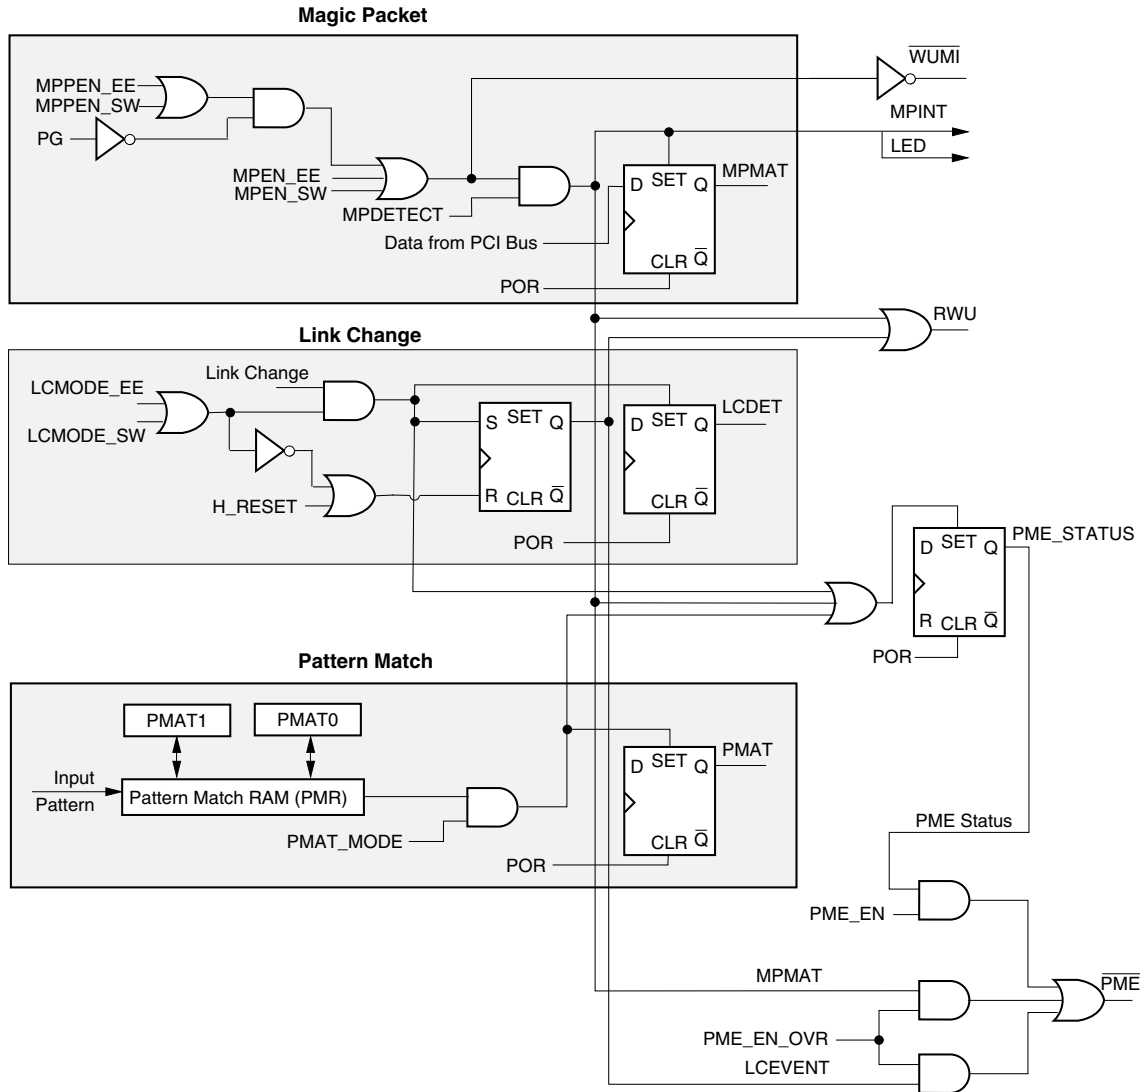 Magic Packet
MPPEN_EE
MPPEN_SW
PG
MPEN_EE
MPEN_SW
MPDETECT
Data from PCI Bus
POR
D SET Q
CLR Q
MPMAT
WUMI
MPINT
LED
RWU
Link Change
LCMODE_EE
LCMODE_SW
Link Change
H_RESET
S SET Q
R CLR Q
D SET Q
CLR Q
LCDET
POR
D SET Q
R CLR Q
PME_STATUS
POR
Pattern Match
PMAT1
PMAT0
Input
Pattern
Pattern Match RAM (PMR)
PMAT_MODE
POR
D SET Q
CLR Q
PMAT
PME Status
PME_EN
MPMAT
PME_EN_OVR
LCEVENT
PME